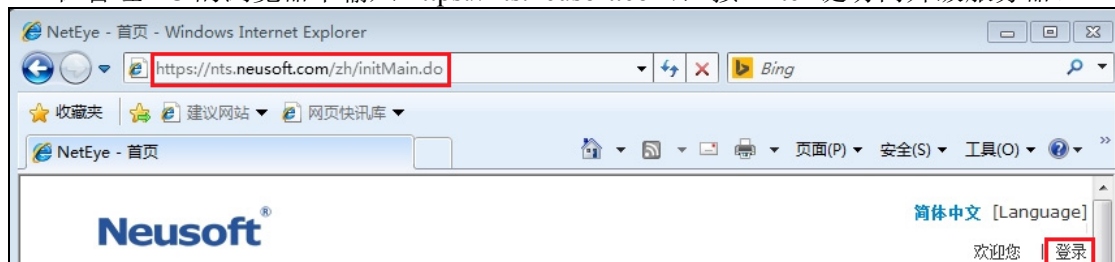 NetEye - 首页 - Windows Internet Explorer
https://nts.neusoft.com/zh/initMain.do
Bing
收藏夹 建议网站 网页快讯库
NetEye - 首页
页面(P) 安全(S) 工具(O)
简体中文 [Language]
Neusoft®
欢迎您 | 登录